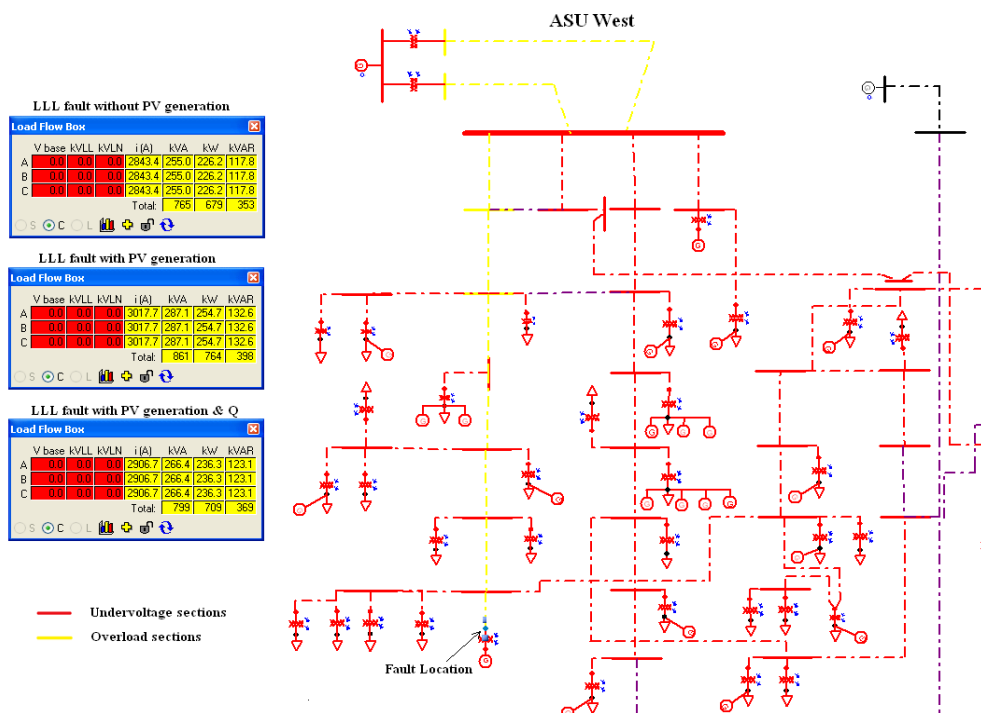 ASU West
LLL fault without PV generation
Load Flow Box
V base kVLL kVLN i (A) kVA kW kVAR
A 0.0 0.0 0.0 2843.4 255.0 226.2 117.8
B 0.0 0.0 0.0 2843.4 255.0 226.2 117.8
C 0.0 0.0 0.0 2843.4 255.0 226.2 117.8
Total: 765 679 353
S C L
LLL fault with PV generation
Load Flow Box
V base kVLL kVLN i (A) kVA kW kVAR
A 0.0 0.0 0.0 3017.7 287.1 254.7 132.6
B 0.0 0.0 0.0 3017.7 287.1 254.7 132.6
C 0.0 0.0 0.0 3017.7 287.1 254.7 132.6
Total: 861 764 398
S C L
LLL fault with PV generation & Q
Load Flow Box
V base kVLL kVLN i (A) kVA kW kVAR
A 0.0 0.0 0.0 2906.7 266.4 236.3 123.1
B 0.0 0.0 0.0 2906.7 266.4 236.3 123.1
C 0.0 0.0 0.0 2906.7 266.4 236.3 123.1
Total: 799 709 369
S C L
Undervoltage sections
Overload sections
Fault Location